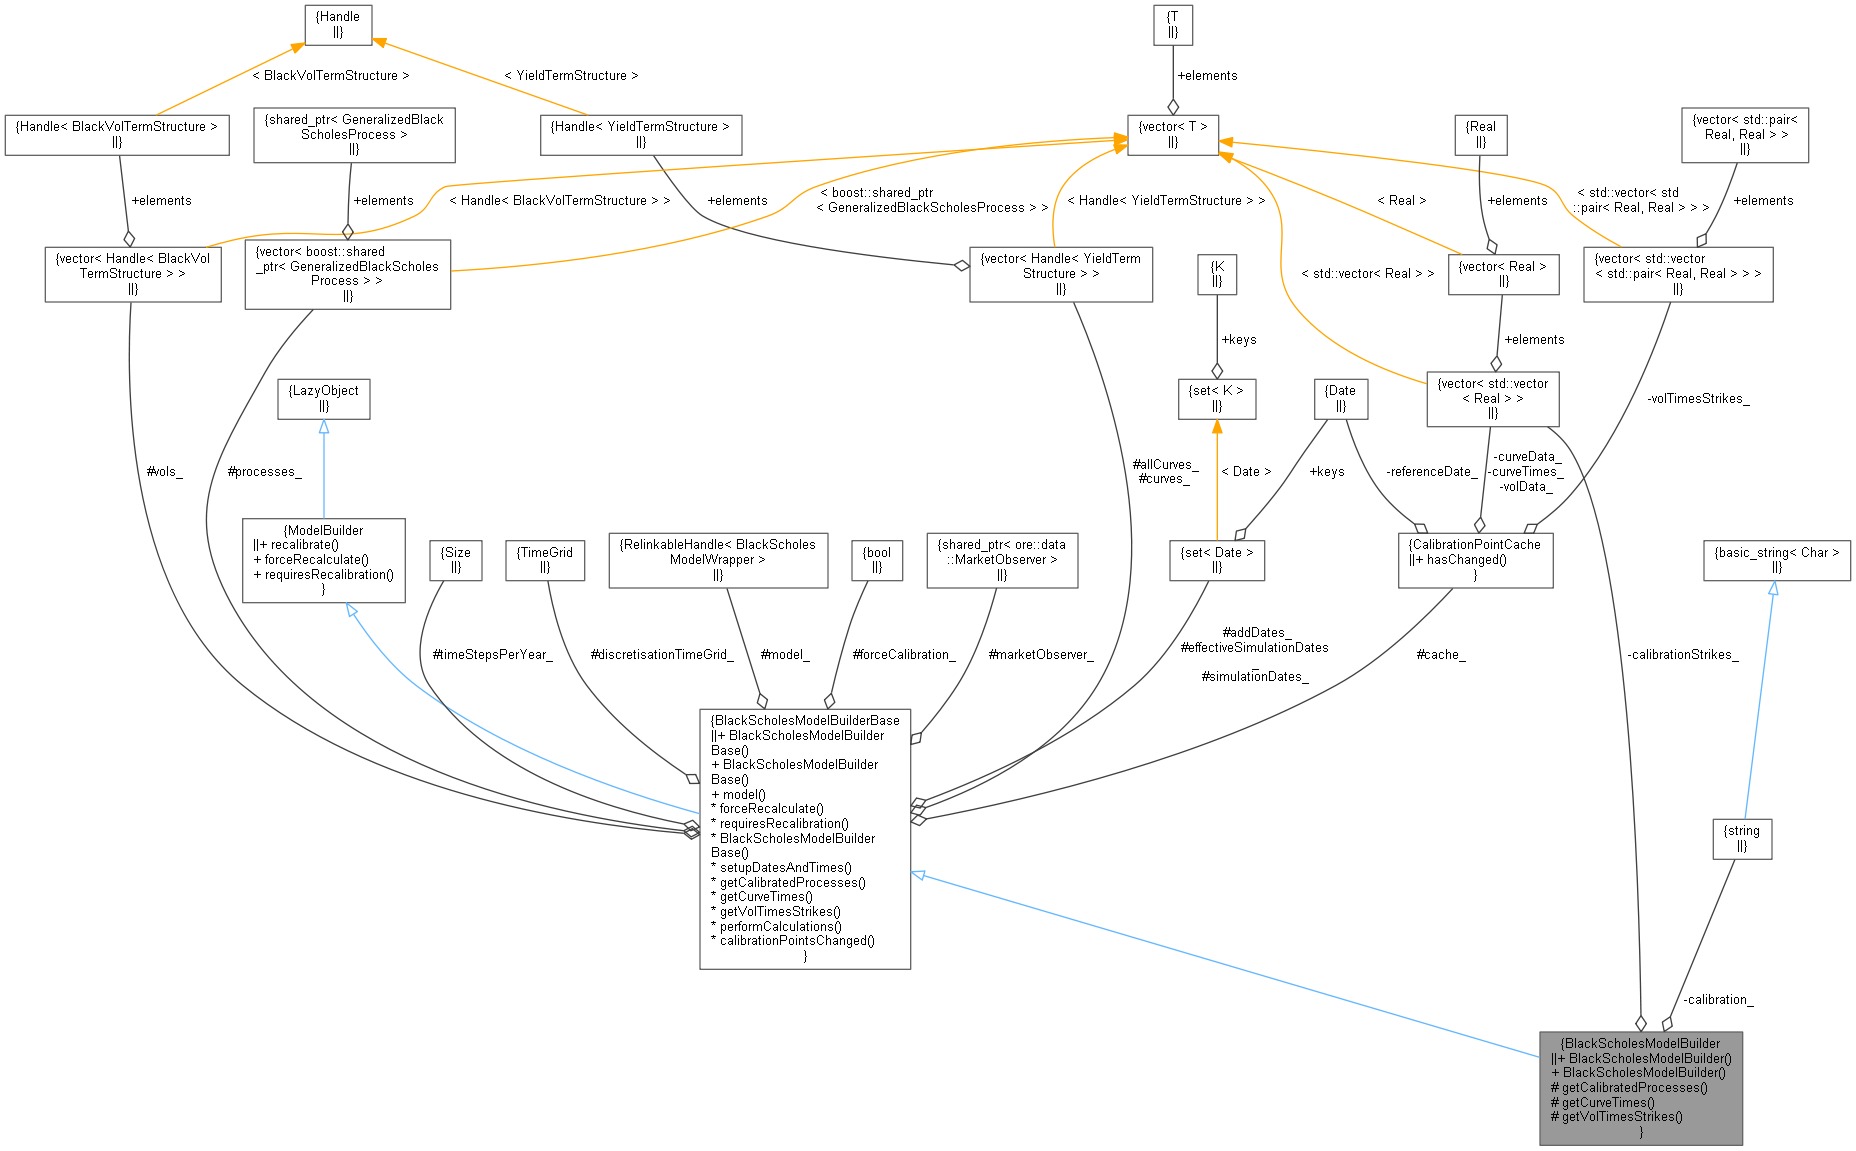 {Handle
||}
{T
||}
< BlackVolTermStructure >
< YieldTermStructure >
+elements
{Handle< BlackVolTermStructure >
||}
{shared_ptr< GeneralizedBlack
ScholesProcess >
||}
{Handle< YieldTermStructure >
||}
{vector< T >
||}
{Real
||}
{vector< std::pair<
Real, Real > >
||}
+elements
+elements
< Handle< BlackVolTermStructure > >
< boost::shared_ptr
< GeneralizedBlackScholesProcess > >
+elements
< Handle< YieldTermStructure > >
< Real >
+elements
< std::vector< std
::pair< Real, Real > > >
+elements
{vector< Handle< BlackVol
TermStructure > >
||}
{vector< boost::shared
_ptr< GeneralizedBlackScholes
Process > >
||}
{vector< Handle< YieldTerm
Structure > >
||}
{K
||}
< std::vector< Real > >
{vector< Real >
||}
{vector< std::vector
< std::pair< Real, Real > > >
||}
+keys
+elements
{LazyObject
||}
{set< K >
||}
{Date
||}
{vector< std::vector
< Real > >
||}
-volTimesStrikes_
#vols_
#processes_
#allCurves_
#curves_
< Date >
+keys
-referenceDate_
-curveData_
-curveTimes_
-volData_
{ModelBuilder
||+ recalibrate()
+ forceRecalculate()
+ requiresRecalibration()
}
{Size
||}
{TimeGrid
||}
{RelinkableHandle< BlackScholes
ModelWrapper >
||}
{bool
||}
{shared_ptr< ore::data
::MarketObserver >
||}
{set< Date >
||}
{CalibrationPointCache
||+ hasChanged()
}
{basic_string< Char >
||}
#timeStepsPerYear_
#discretisationTimeGrid_
#model_
#forceCalibration_
#marketObserver_
#addDates_
#effectiveSimulationDates
_
#simulationDates_
#cache_
-calibrationStrikes_
{BlackScholesModelBuilderBase
||+ BlackScholesModelBuilder
Base()
+ BlackScholesModelBuilder
Base()
+ model()
* forceRecalculate()
* requiresRecalibration()
* BlackScholesModelBuilder
Base()
* setupDatesAndTimes()
* getCalibratedProcesses()
* getCurveTimes()
* getVolTimesStrikes()
* performCalculations()
* calibrationPointsChanged()
}
{string
||}
-calibration_
{BlackScholesModelBuilder
||+ BlackScholesModelBuilder()
+ BlackScholesModelBuilder()
# getCalibratedProcesses()
# getCurveTimes()
# getVolTimesStrikes()
}